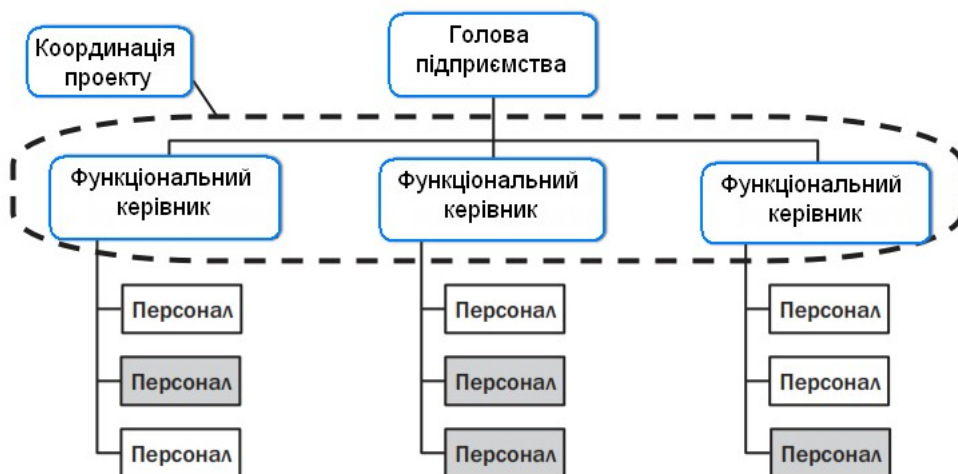 Координація
проекту
Голова
підприємства
Функціональний
керівник
Функціональний
керівник
Функціональний
керівник
Персонал
Персонал
Персонал
Персонал
Персонал
Персонал
Персонал
Персонал
Персонал